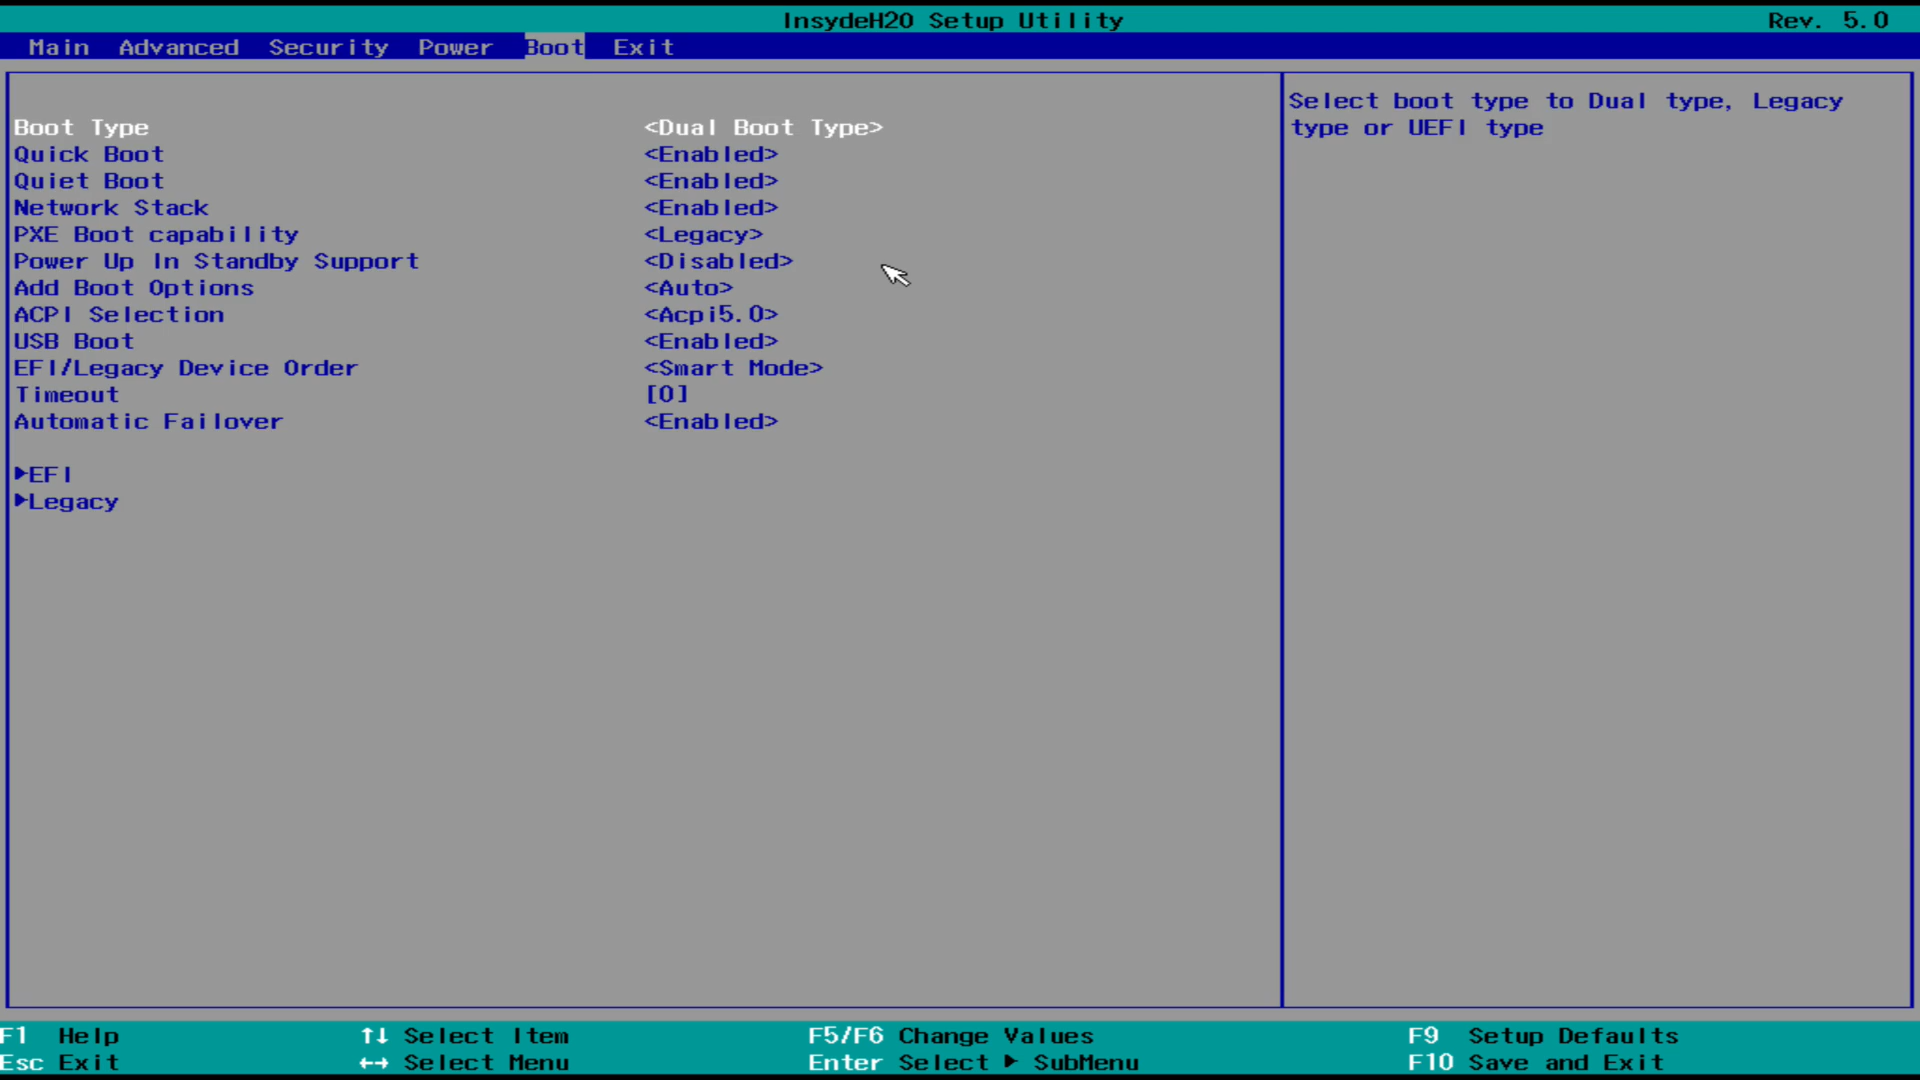 InsydeH20 Setup Utility Rev. 5.0
Main Advanced Security Power Boot Exit
Boot Type <Dual Boot Type>
Quick Boot <Enabled>
Quiet Boot <Enabled>
Network Stack <Enabled>
PXE Boot capability <Legacy>
Power Up In Standby Support <Disabled>
Add Boot Options <Auto>
ACPI Selection <Acpi5.0>
USB Boot <Enabled>
EFI/Legacy Device Order <Smart Mode>
Timeout [0]
Automatic Failover <Enabled>
▶EFI
▶Legacy
Select boot type to Dual type, Legacy
type or UEFI type
F1 Help ↑↓ Select Item F5/F6 Change Values F9 Setup Defaults
Esc Exit ←→ Select Menu Enter Select ▶ SubMenu F10 Save and Exit